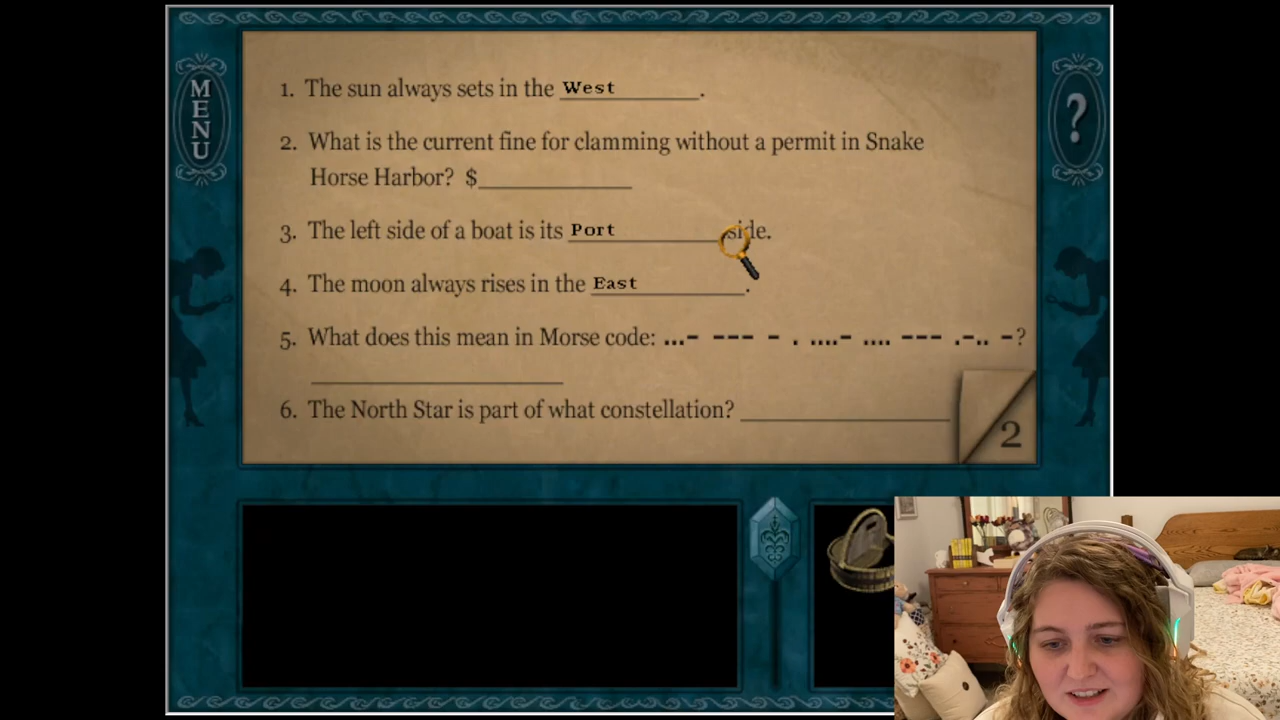 MENU
?
1. The sun always sets in the West.
2. What is the current fine for clamming without a permit in Snake
Horse Harbor? $
3. The left side of a boat is its Port side.
4. The moon always rises in the East.
5. What does this mean in Morse code: ...- --- - . ....- .... --- .-.. -?
6. The North Star is part of what constellation?
2